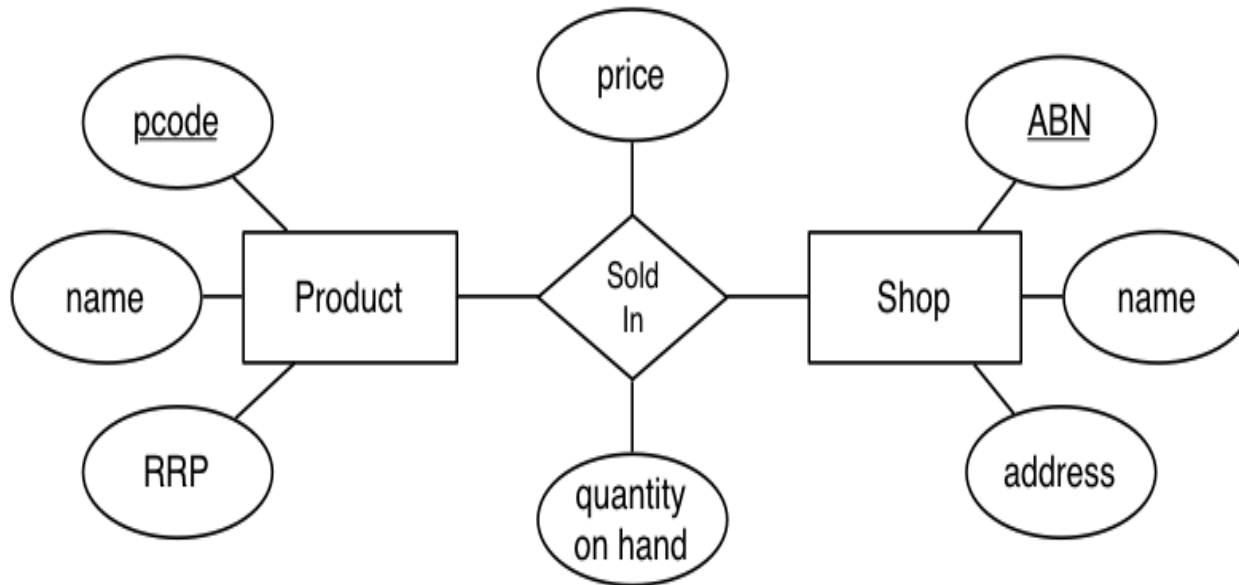 price
pcode
ABN
name
Product
Sold
In
Shop
name
RRP
quantity
on hand
address